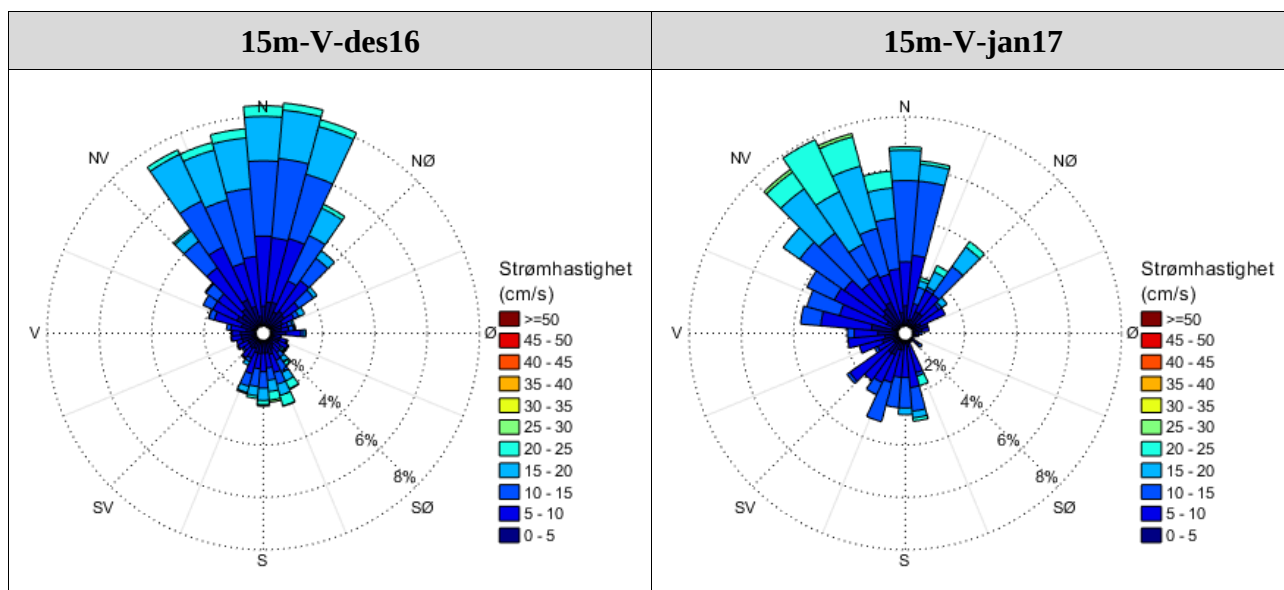 15m-V-des16
15m-V-jan17
N
NV
NØ
V
Ø
2%
4%
6%
8%
SV
SØ
S
Strømhastighet
(cm/s)
>=50
45 - 50
40 - 45
35 - 40
30 - 35
25 - 30
20 - 25
15 - 20
10 - 15
5 - 10
0 - 5
N
NV
NØ
V
Ø
2%
4%
6%
8%
SV
SØ
S
Strømhastighet
(cm/s)
>=50
45 - 50
40 - 45
35 - 40
30 - 35
25 - 30
20 - 25
15 - 20
10 - 15
5 - 10
0 - 5